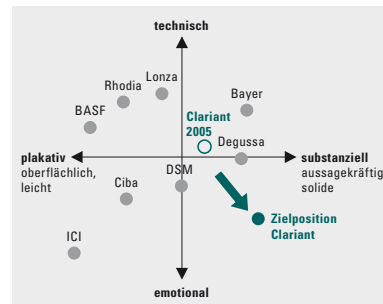 technisch
Lonza
Rhodia
Bayer
BASF
Clariant
2005
Degussa
plakativ
oberflächlich,
leicht
substanziell
aussagekräftig
solide
DSM
Ciba
Zielposition
Clariant
ICI
emotional